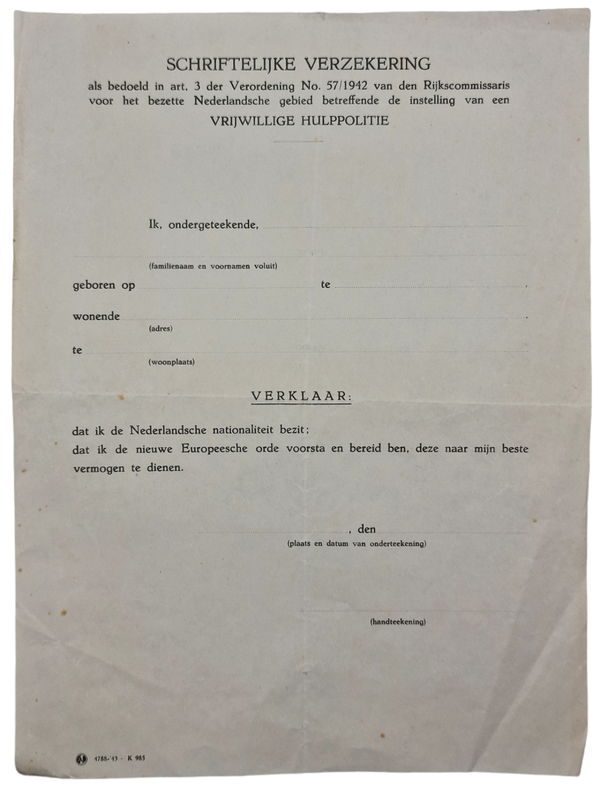 SCHRIFTELIJKE VERZEKERING
als bedoeld in art. 3 der Verordening No. 57/1942 van den Rijkscommissaris
voor het bezette Nederlandsche gebied betreffende de instelling van een
VRIJWILLIGE HULPPOLITIE
Ik, ondergeteekende,
(familienaam en voornamen voluit)
geboren op te .
wonende .
(adres)
te
(woonplaats)
VERKLAAR:
dat ik de Nederlandsche nationaliteit bezit;
dat ik de nieuwe Europeesche orde voorsta en bereid ben, deze naar mijn beste
vermogen te dienen.
, den
(plaats en datum van onderteekening)
(handteekening)
4788-'43 - K 983